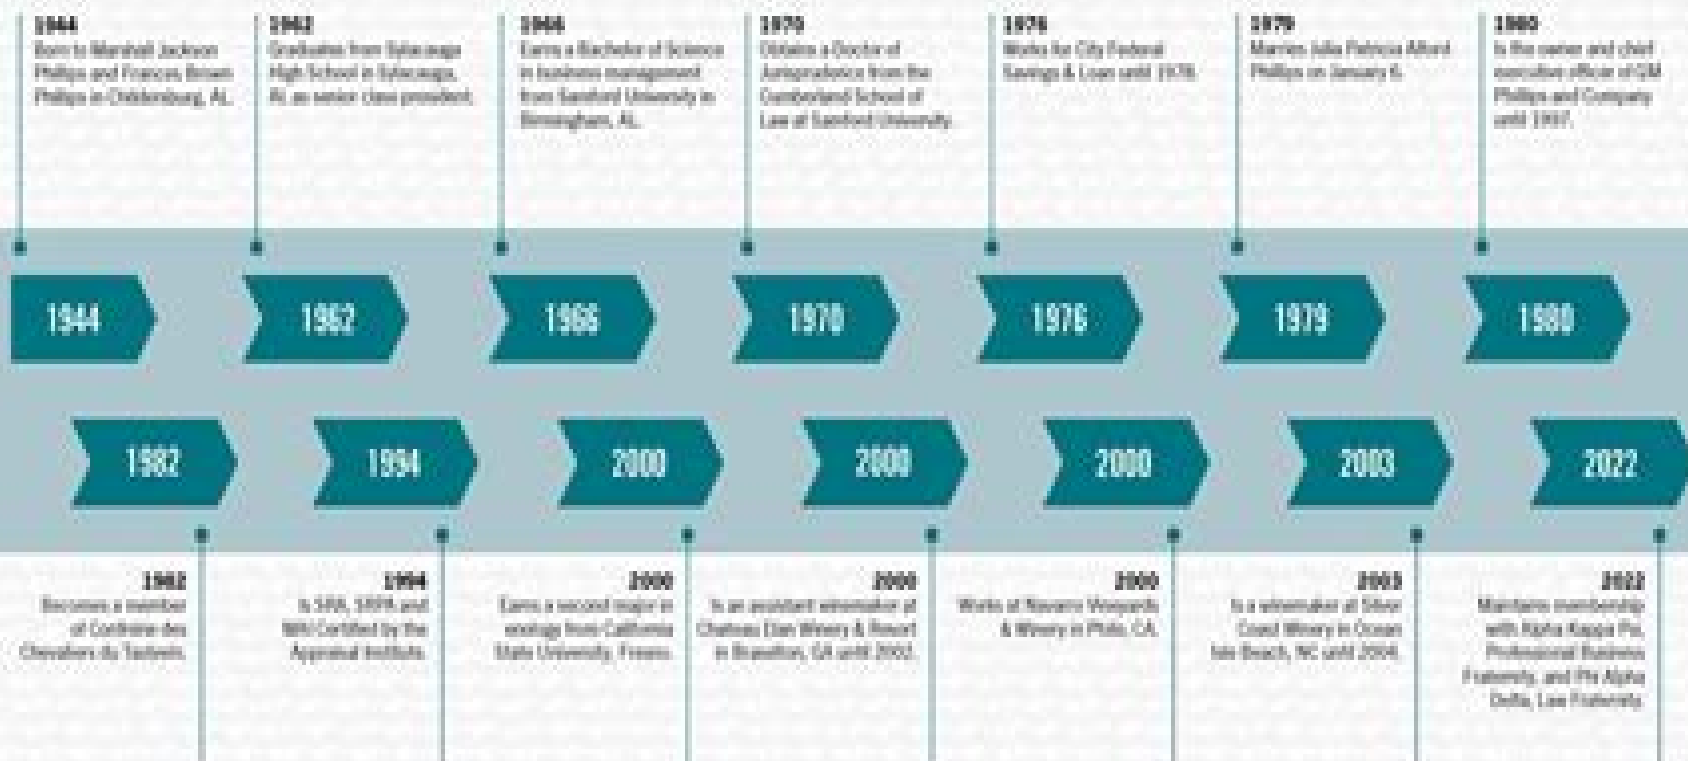 1944
Born to Marshall Jackson
Phillips and Frances Brown
Phillips in Childersburg, AL.
1962
Graduates from Sylacauga
High School in Sylacauga,
AL as senior class president.
1966
Earns a Bachelor of Science
in business management
from Samford University in
Birmingham, AL.
1970
Obtains a Doctor of
Jurisprudence from the
Cumberland School of
Law at Samford University.
1976
Works for City Federal
Savings & Loan until 1978.
1979
Marries Julia Patricia Alford
Phillips on January 6.
1980
Is the owner and chief
executive officer of GM
Phillips and Company
until 1997.
1944
1962
1966
1970
1976
1979
1980
1982
1994
2000
2000
2000
2003
2022
1982
Becomes a member
of Confrérie des
Chevaliers du Tastevin.
1994
Is SRA, SRPA and
MAI Certified by the
Appraisal Institute.
2000
Earns a second major in
enology from California
State University, Fresno.
2000
Is an assistant winemaker at
Chateau Elan Winery & Resort
in Braselton, GA until 2002.
2000
Works at Navarro Vineyards
& Winery in Philo, CA.
2003
Is a winemaker at Silver
Coast Winery in Ocean
Isle Beach, NC until 2004.
2022
Maintains membership
with Alpha Kappa Psi,
Professional Business
Fraternity, and Phi Alpha
Delta, Law Fraternity.